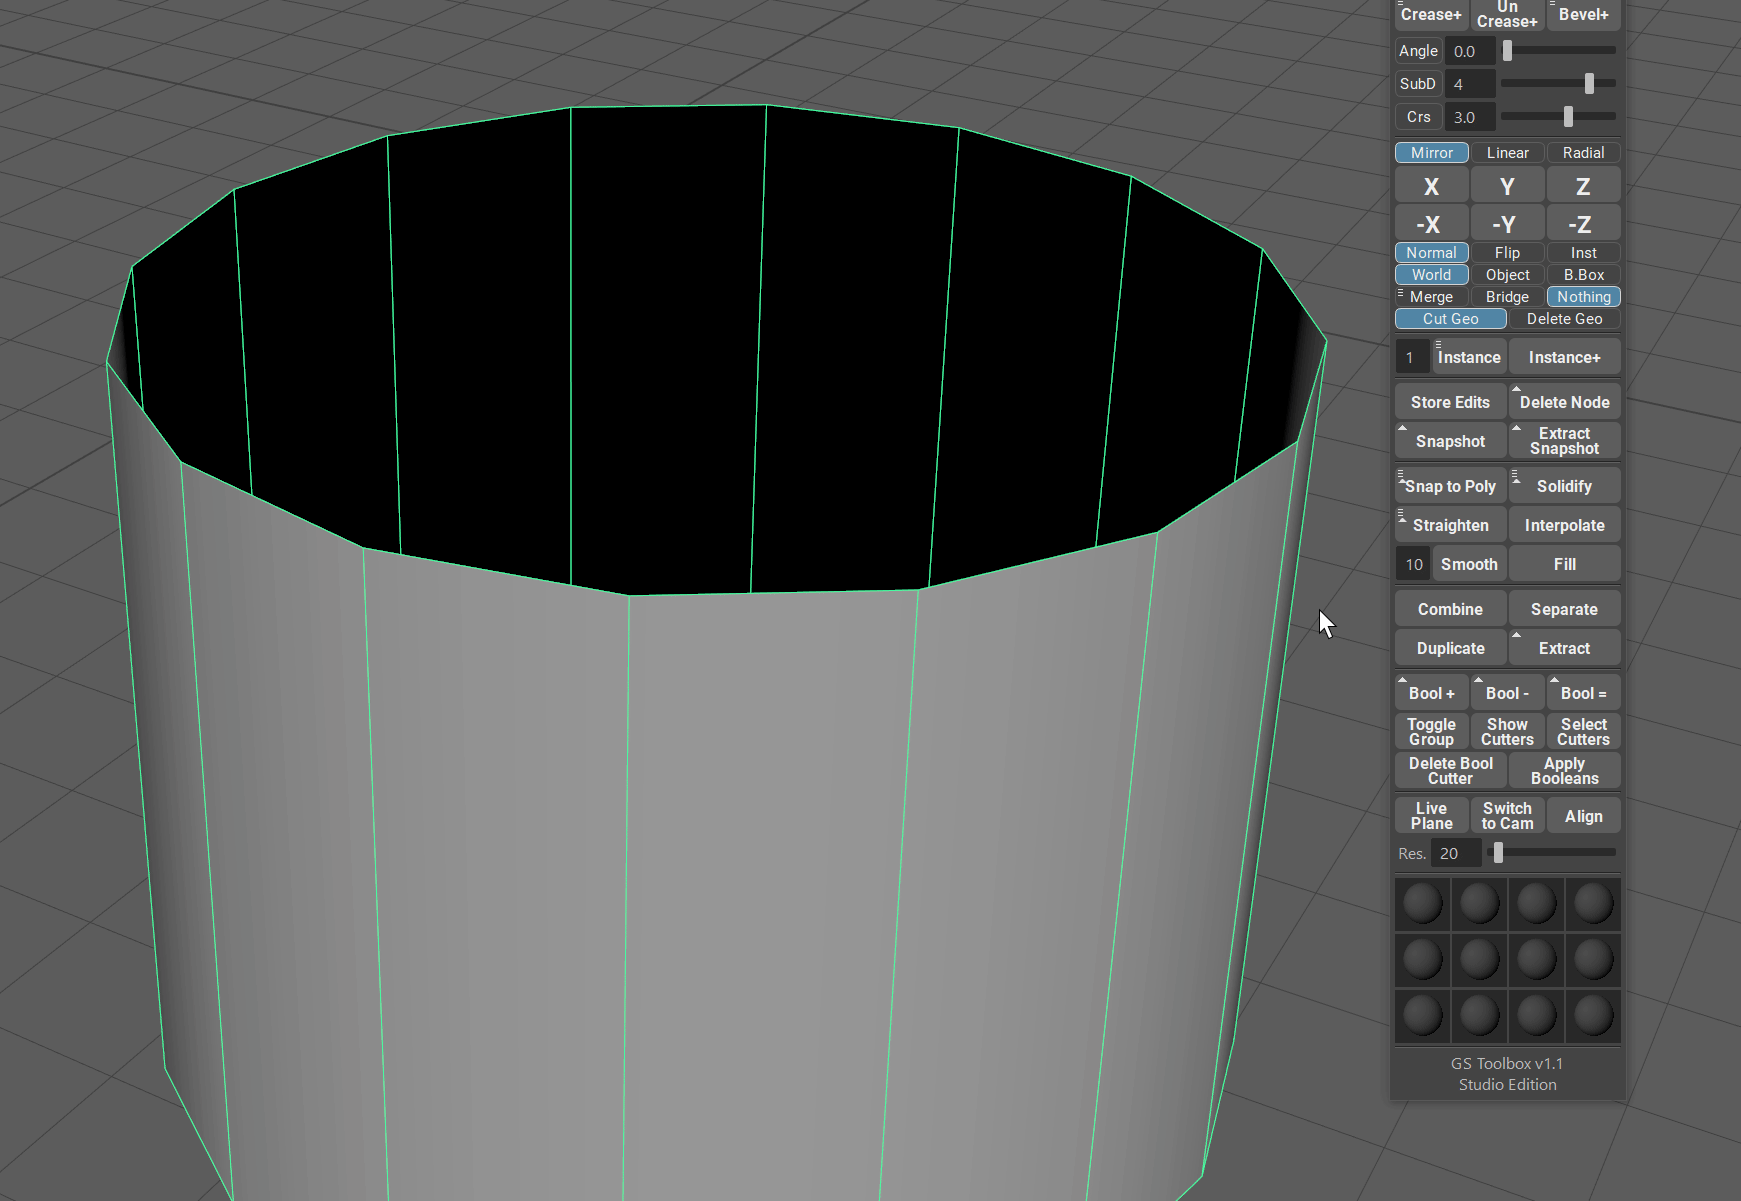 Crease+ Un Crease+ Bevel+
Angle 0.0
SubD 4
Crs 3.0
Mirror Linear Radial
X Y Z
-X -Y -Z
Normal Flip Inst
World Object B.Box
Merge Bridge Nothing
Cut Geo Delete Geo
1 Instance Instance+
Store Edits Delete Node
Snapshot Extract Snapshot
Snap to Poly Solidify
Straighten Interpolate
10 Smooth Fill
Combine Separate
Duplicate Extract
Bool + Bool - Bool =
Toggle Group Show Cutters Select Cutters
Delete Bool Cutter Apply Booleans
Live Plane Switch to Cam Align
Res. 20
GS Toolbox v1.1
Studio Edition